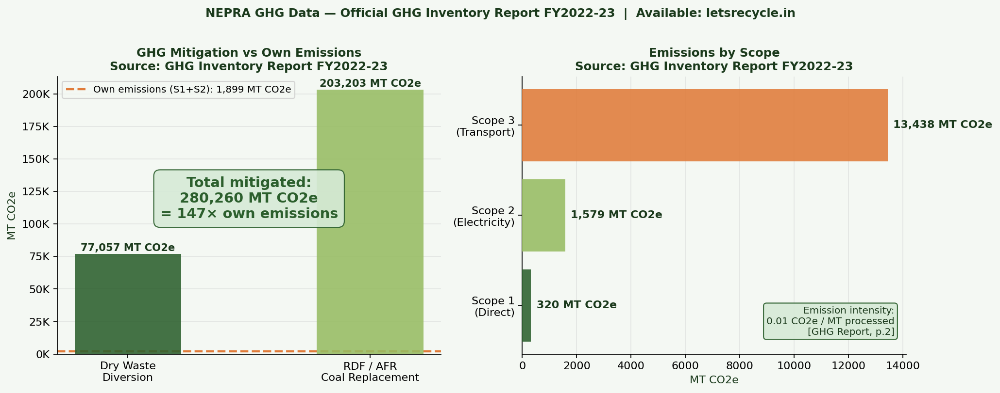 NEPRA GHG Data — Official GHG Inventory Report FY2022-23 | Available: letsrecycle.in
GHG Mitigation vs Own Emissions
Source: GHG Inventory Report FY2022-23
Own emissions (S1+S2): 1,899 MT CO2e
203,203 MT CO2e
Total mitigated:
280,260 MT CO2e
= 147× own emissions
77,057 MT CO2e
MT CO2e
200K
175K
150K
125K
100K
75K
50K
25K
0K
Dry Waste
Diversion
RDF / AFR
Coal Replacement
Emissions by Scope
Source: GHG Inventory Report FY2022-23
Scope 3
(Transport)
13,438 MT CO2e
Scope 2
(Electricity)
1,579 MT CO2e
Scope 1
(Direct)
320 MT CO2e
Emission intensity:
0.01 CO2e / MT processed
[GHG Report, p.2]
0 2000 4000 6000 8000 10000 12000 14000
MT CO2e